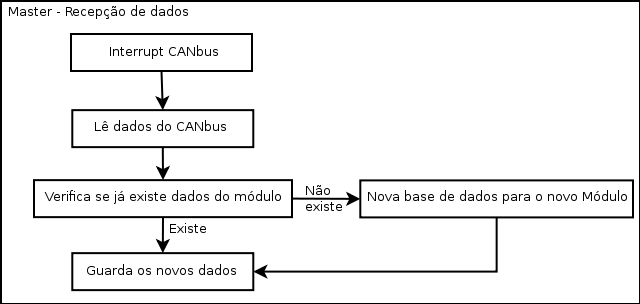 Master - Recepção de dados
Interrupt CANbus
Lê dados do CANbus
Verifica se já existe dados do módulo
Não
existe
Nova base de dados para o novo Módulo
Existe
Guarda os novos dados